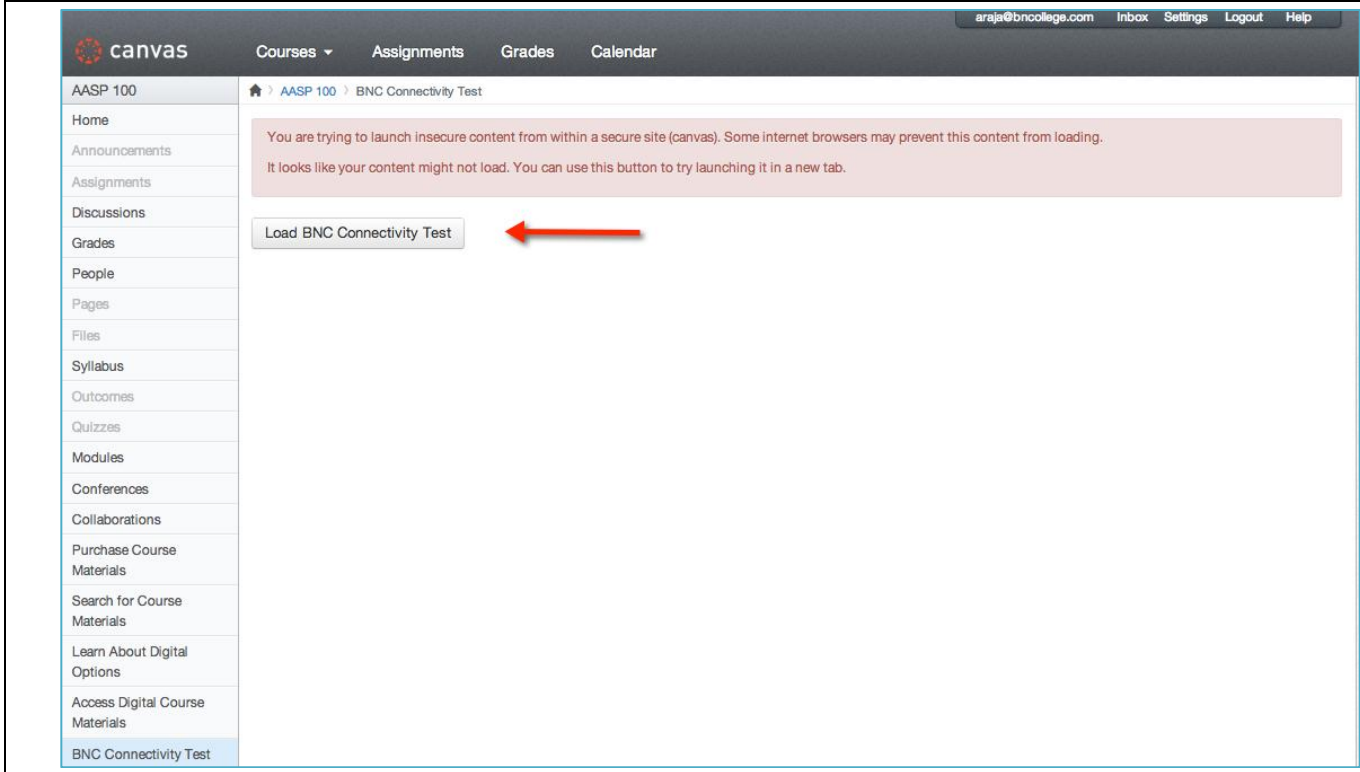 araja@bncollege.com Inbox Settings Logout Help
canvas Courses Assignments Grades Calendar
AASP 100
AASP 100 BNC Connectivity Test
Home
Announcements
Assignments
Discussions
Grades
People
Pages
Files
Syllabus
Outcomes
Quizzes
Modules
Conferences
Collaborations
Purchase Course
Materials
Search for Course
Materials
Learn About Digital
Options
Access Digital Course
Materials
BNC Connectivity Test
You are trying to launch insecure content from within a secure site (canvas). Some internet browsers may prevent this content from loading.
It looks like your content might not load. You can use this button to try launching it in a new tab.
Load BNC Connectivity Test